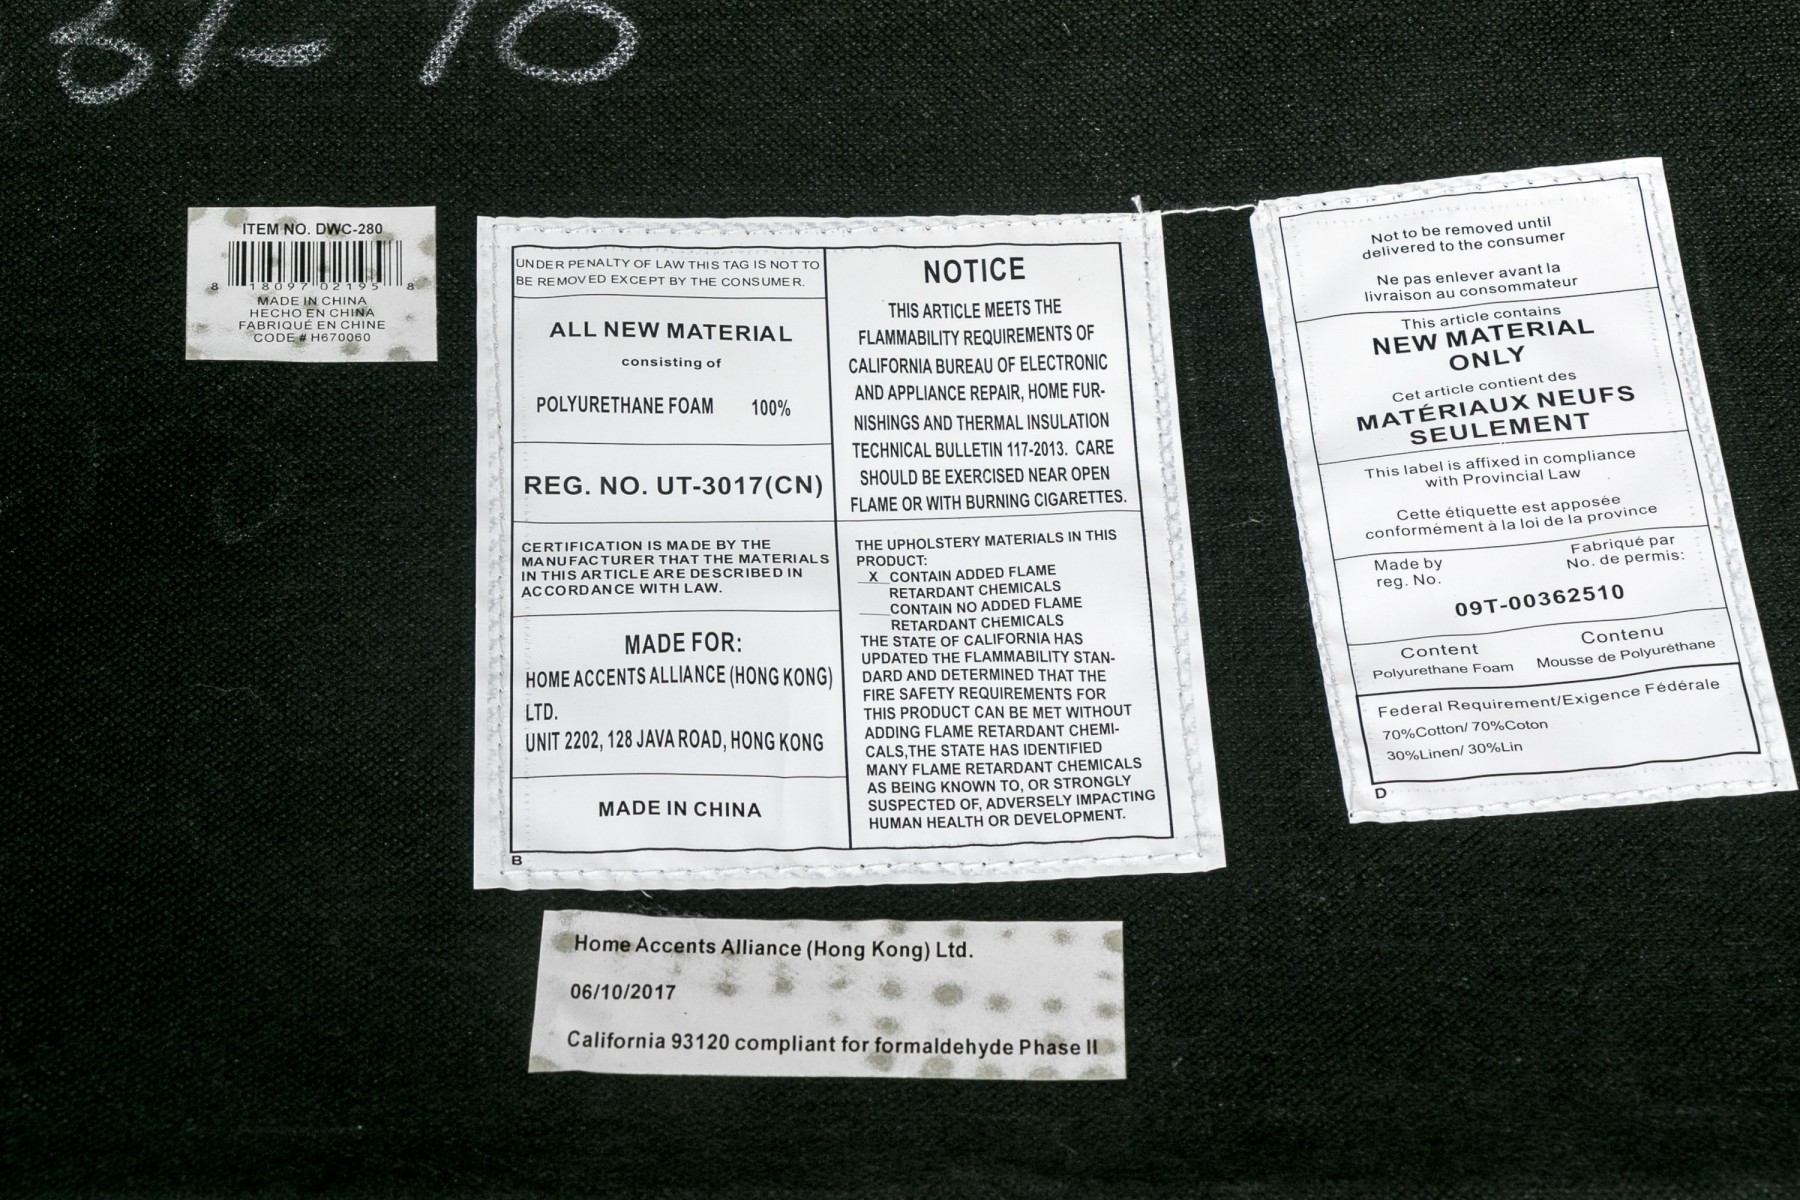 ITEM NO. DWC-280
8 18097 02195 8
MADE IN CHINA
HECHO EN CHINA
FABRIQUÉ EN CHINE
CODE # H670060
UNDER PENALTY OF LAW THIS TAG IS NOT TO
BE REMOVED EXCEPT BY THE CONSUMER.
ALL NEW MATERIAL
consisting of
POLYURETHANE FOAM 100%
REG. NO. UT-3017(CN)
CERTIFICATION IS MADE BY THE
MANUFACTURER THAT THE MATERIALS
IN THIS ARTICLE ARE DESCRIBED IN
ACCORDANCE WITH LAW.
MADE FOR:
HOME ACCENTS ALLIANCE (HONG KONG)
LTD.
UNIT 2202, 128 JAVA ROAD, HONG KONG
MADE IN CHINA
B
NOTICE
THIS ARTICLE MEETS THE
FLAMMABILITY REQUIREMENTS OF
CALIFORNIA BUREAU OF ELECTRONIC
AND APPLIANCE REPAIR, HOME FUR-
NISHINGS AND THERMAL INSULATION
TECHNICAL BULLETIN 117-2013. CARE
SHOULD BE EXERCISED NEAR OPEN
FLAME OR WITH BURNING CIGARETTES.
THE UPHOLSTERY MATERIALS IN THIS
PRODUCT:
X CONTAIN ADDED FLAME
RETARDANT CHEMICALS
CONTAIN NO ADDED FLAME
RETARDANT CHEMICALS
THE STATE OF CALIFORNIA HAS
UPDATED THE FLAMMABILITY STAN-
DARD AND DETERMINED THAT THE
FIRE SAFETY REQUIREMENTS FOR
THIS PRODUCT CAN BE MET WITHOUT
ADDING FLAME RETARDANT CHEMI-
CALS,THE STATE HAS IDENTIFIED
MANY FLAME RETARDANT CHEMICALS
AS BEING KNOWN TO, OR STRONGLY
SUSPECTED OF, ADVERSELY IMPACTING
HUMAN HEALTH OR DEVELOPMENT.
Not to be removed until
delivered to the consumer
Ne pas enlever avant la
livraison au consommateur
This article contains
NEW MATERIAL
ONLY
Cet article contient des
MATÉRIAUX NEUFS
SEULEMENT
This label is affixed in compliance
with Provincial Law
Cette étiquette est apposée
conformément à la loi de la province
Made by Fabriqué par
reg. No. No. de permis:
09T-00362510
Content Contenu
Polyurethane Foam Mousse de Polyuréthane
Federal Requirement/Exigence Fédérale
70%Cotton/ 70%Coton
30%Linen/ 30%Lin
D
Home Accents Alliance (Hong Kong) Ltd.
06/10/2017
California 93120 compliant for formaldehyde Phase II